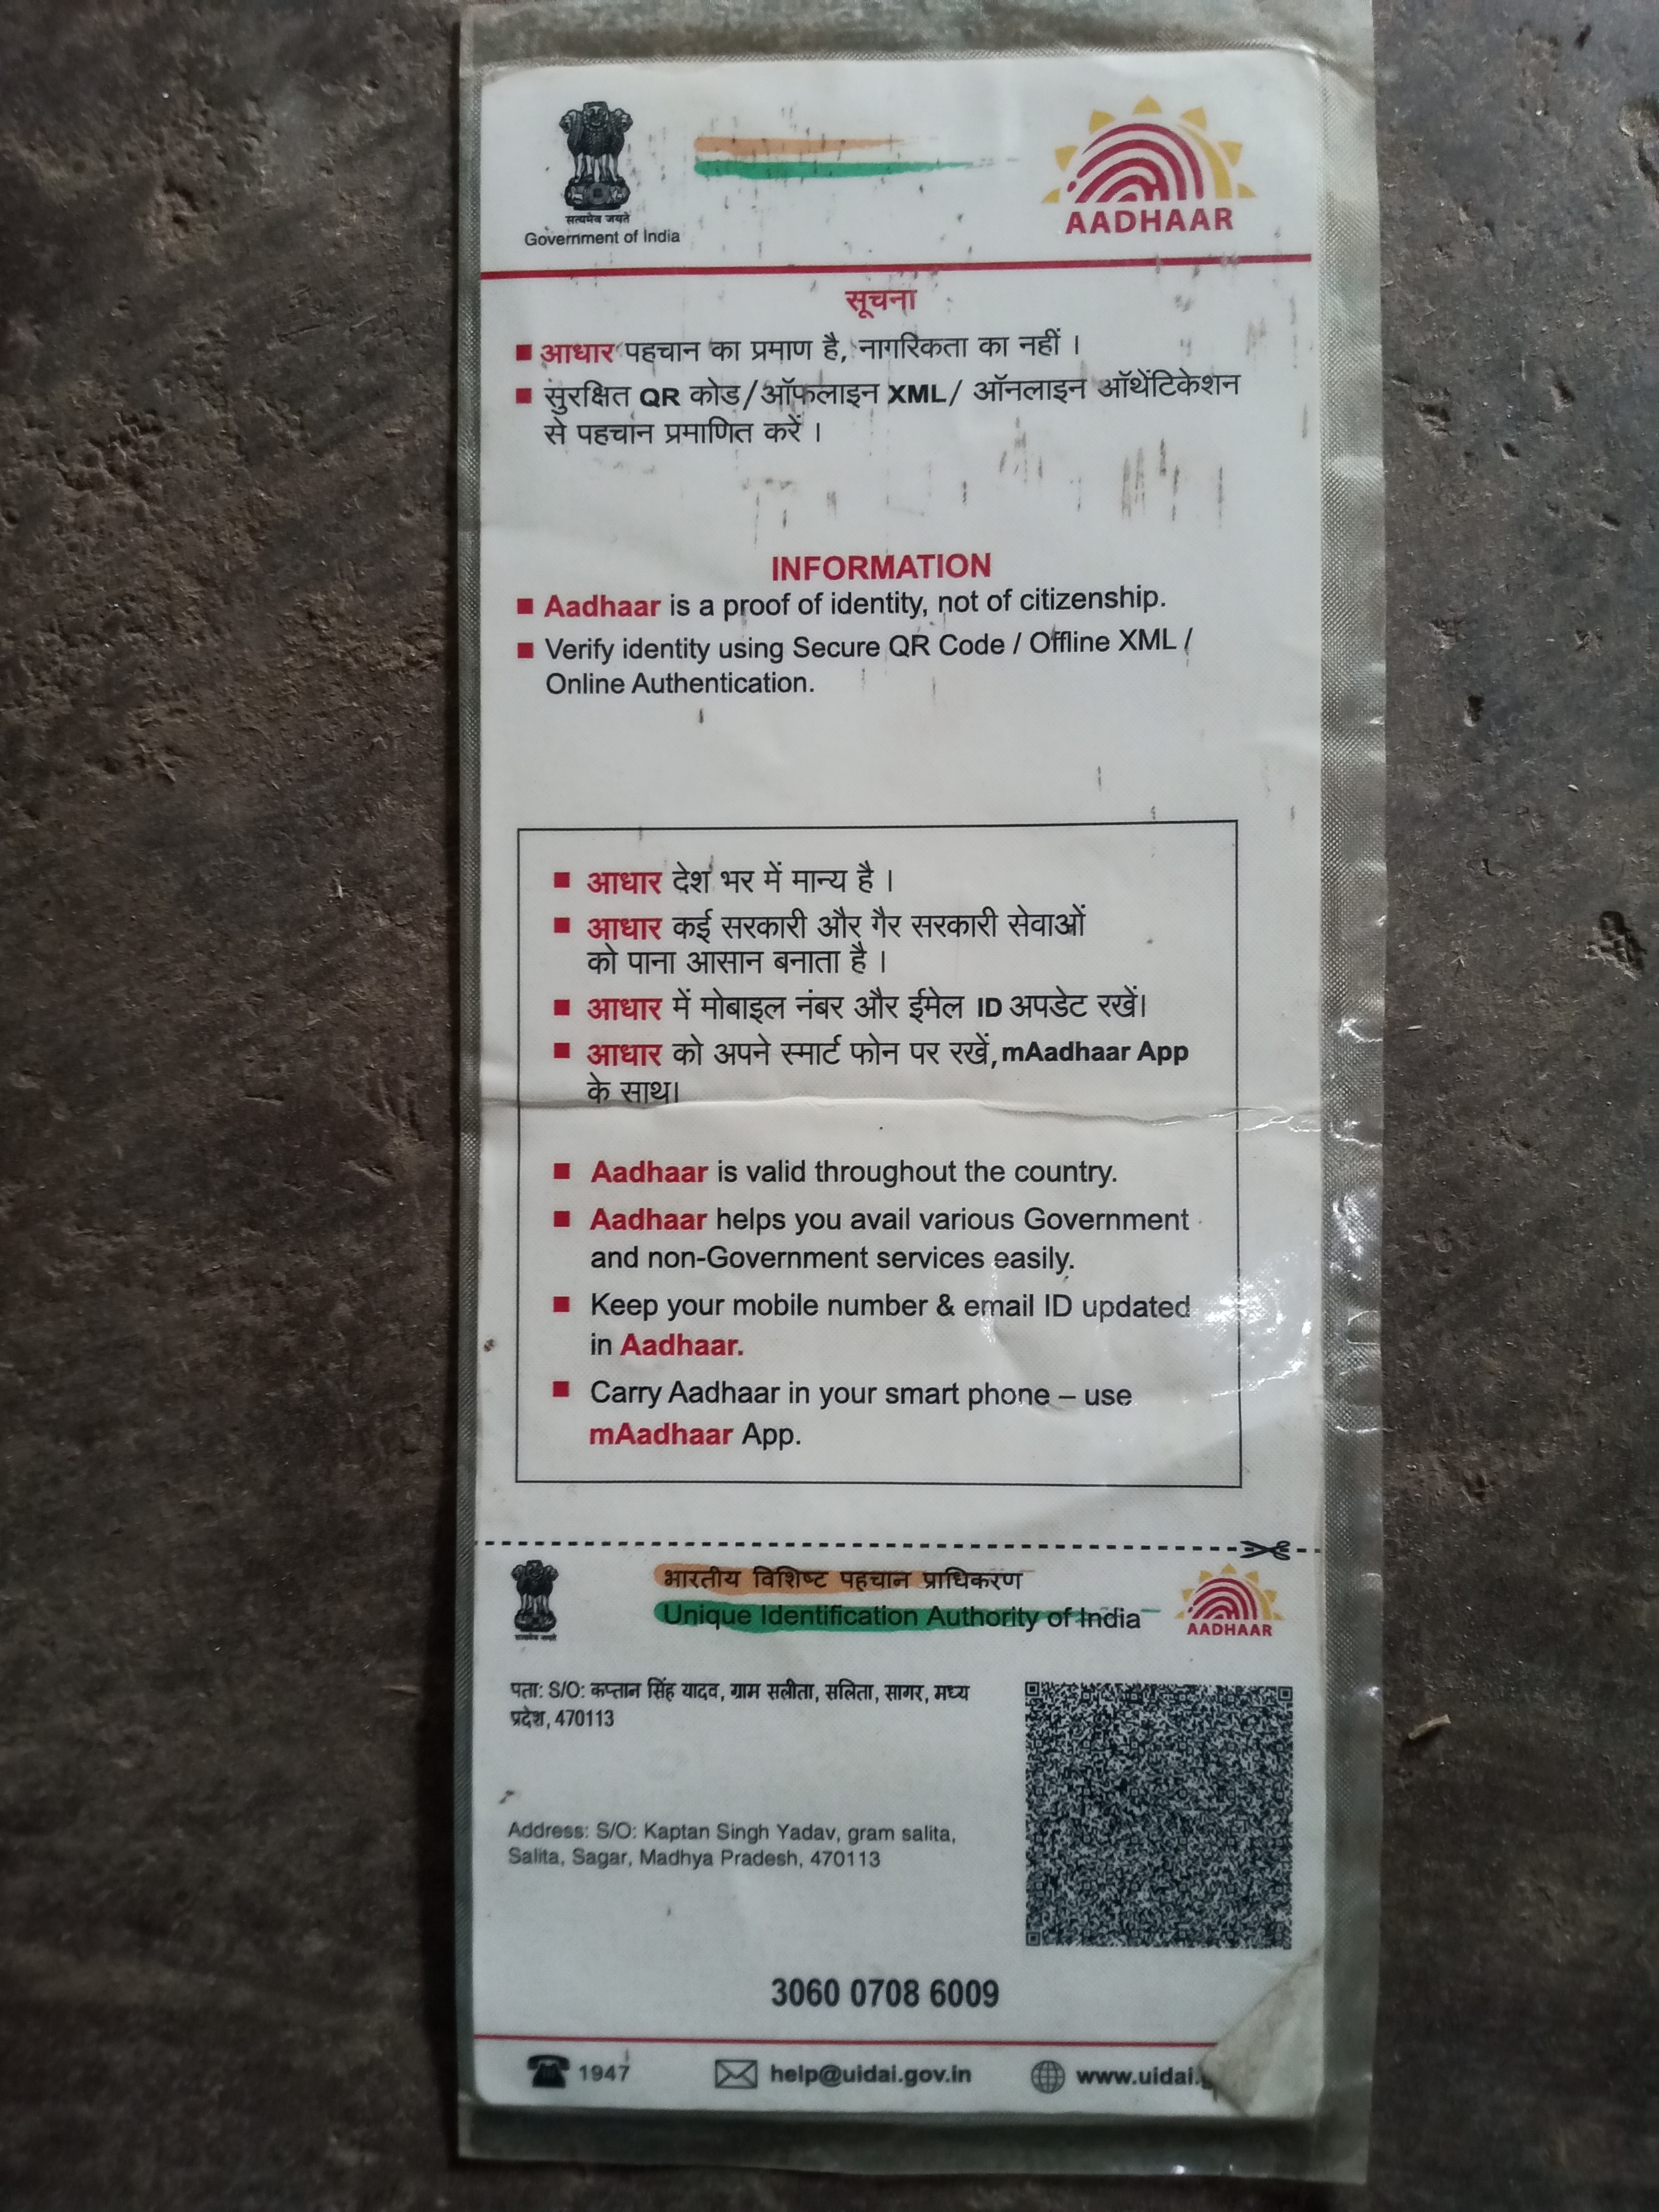 सत्यमेव जयते
Government of India
AADHAAR
सूचना
■ आधार पहचान का प्रमाण है, नागरिकता का नहीं ।
■ सुरक्षित QR कोड/ऑफलाइन XML/ ऑनलाइन ऑथेंटिकेशन
से पहचान प्रमाणित करें ।
INFORMATION
■ Aadhaar is a proof of identity, not of citizenship.
■ Verify identity using Secure QR Code / Offline XML /
Online Authentication.
■ आधार देश भर में मान्य है ।
■ आधार कई सरकारी और गैर सरकारी सेवाओं
को पाना आसान बनाता है ।
■ आधार में मोबाइल नंबर और ईमेल ID अपडेट रखें।
■ आधार को अपने स्मार्ट फोन पर रखें, mAadhaar App
के साथ।
■ Aadhaar is valid throughout the country.
■ Aadhaar helps you avail various Government
and non-Government services easily.
■ Keep your mobile number & email ID updated
in Aadhaar.
■ Carry Aadhaar in your smart phone – use
mAadhaar App.
भारतीय विशिष्ट पहचान प्राधिकरण
Unique Identification Authority of India
सत्यमेव जयते
AADHAAR
पता: S/O: कप्तान सिंह यादव, ग्राम सलीता, सलिता, सागर, मध्य
प्रदेश, 470113
Address: S/O: Kaptan Singh Yadav, gram salita,
Salita, Sagar, Madhya Pradesh, 470113
3060 0708 6009
1947 help@uidai.gov.in www.uidai.